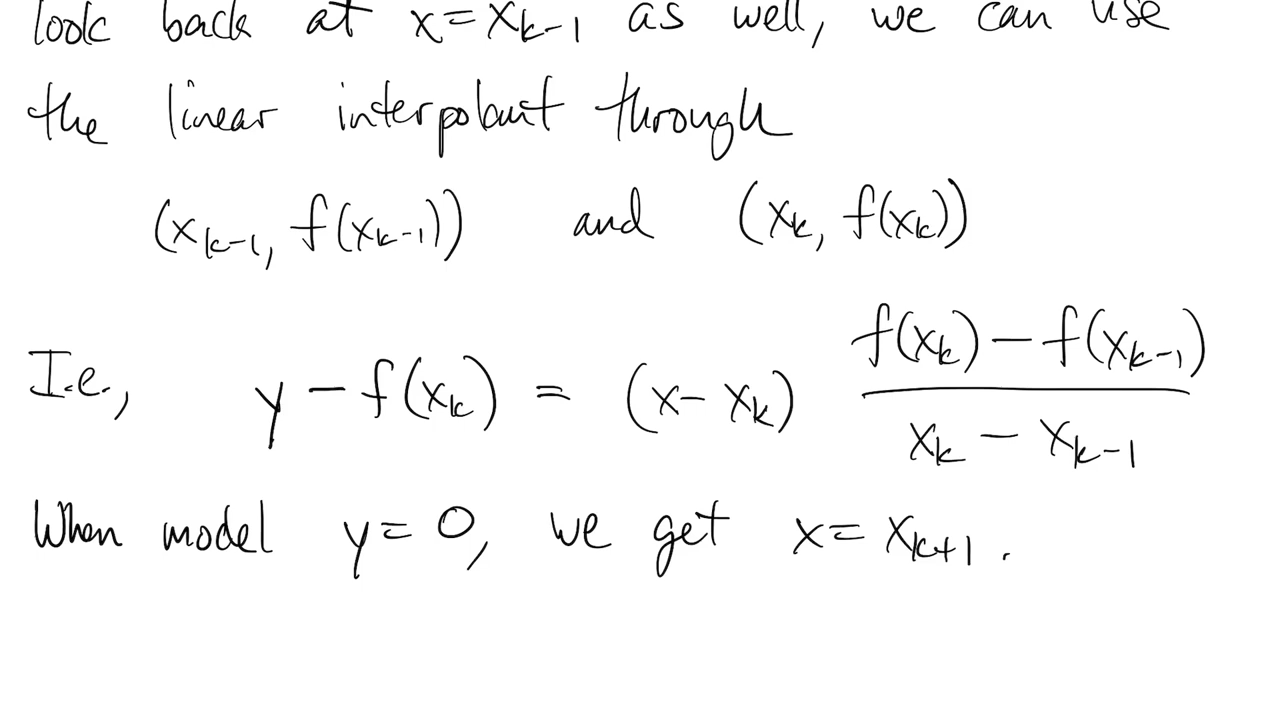 look back at x = x_{k-1} as well, we can use
the linear interpolant through
(x_{k-1}, f(x_{k-1})) and (x_k, f(x_k))
I.e., y - f(x_k) = (x - x_k) \frac{f(x_k) - f(x_{k-1})}{x_k - x_{k-1}}
When model y = 0, we get x = x_{k+1}.